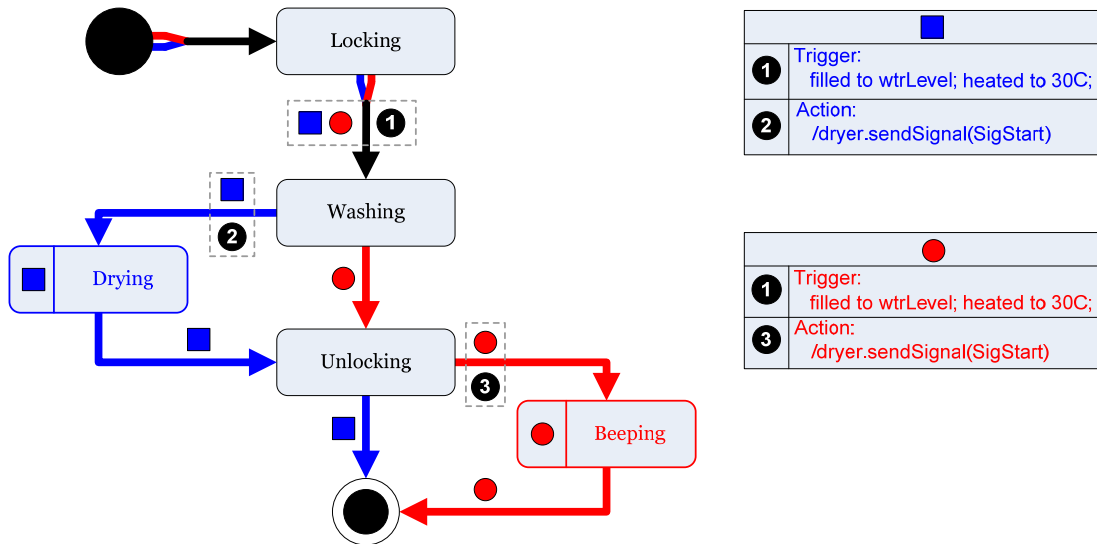 Locking
1
Washing
2
Drying
Unlocking
3
Beeping
1
Trigger:
filled to wtrLevel; heated to 30C;
2
Action:
/dryer.sendSignal(SigStart)
1
Trigger:
filled to wtrLevel; heated to 30C;
3
Action:
/dryer.sendSignal(SigStart)